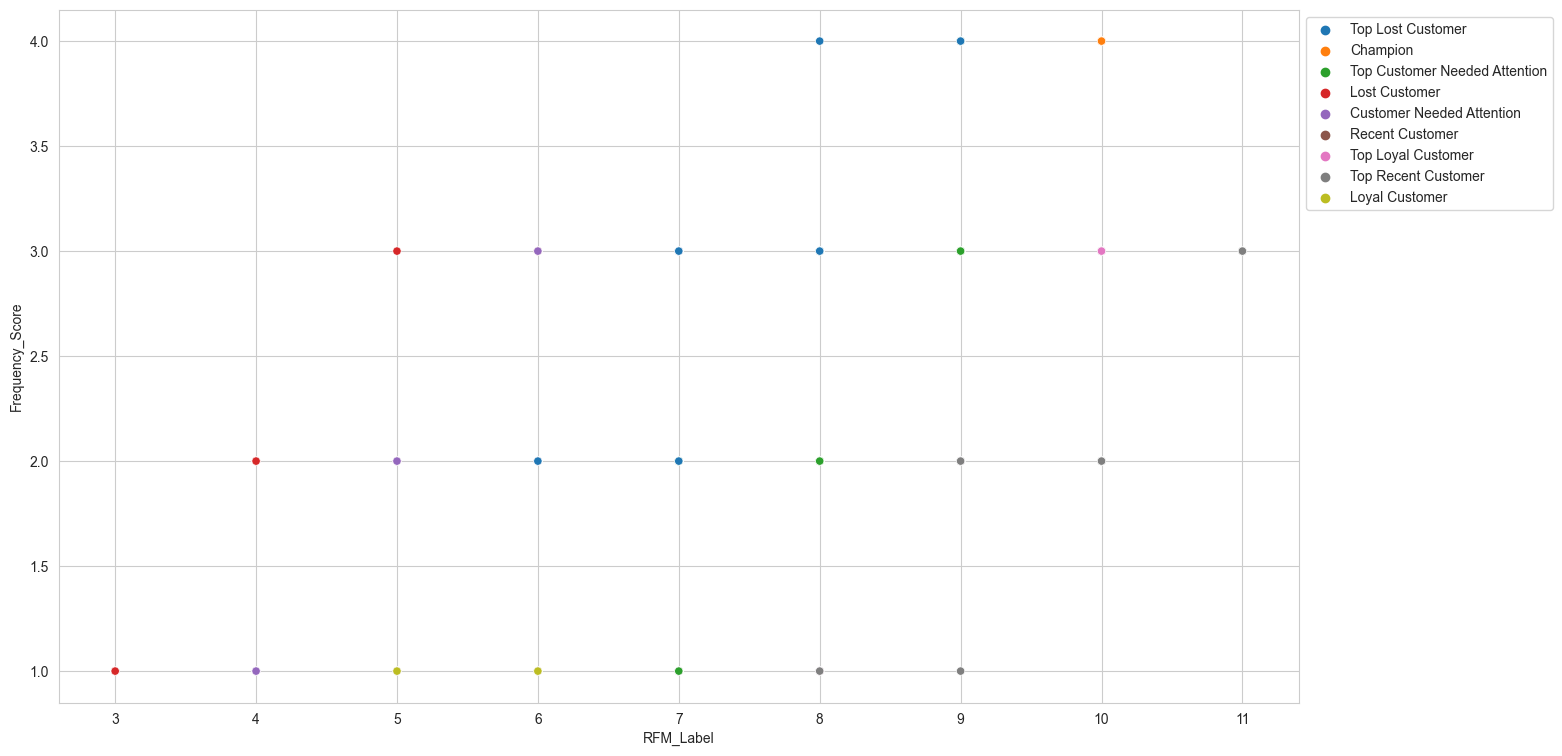 4.0
3.5
3.0
2.5
2.0
1.5
1.0
Frequency_Score
3 4 5 6 7 8 9 10 11
RFM_Label
Top Lost Customer
Champion
Top Customer Needed Attention
Lost Customer
Customer Needed Attention
Recent Customer
Top Loyal Customer
Top Recent Customer
Loyal Customer